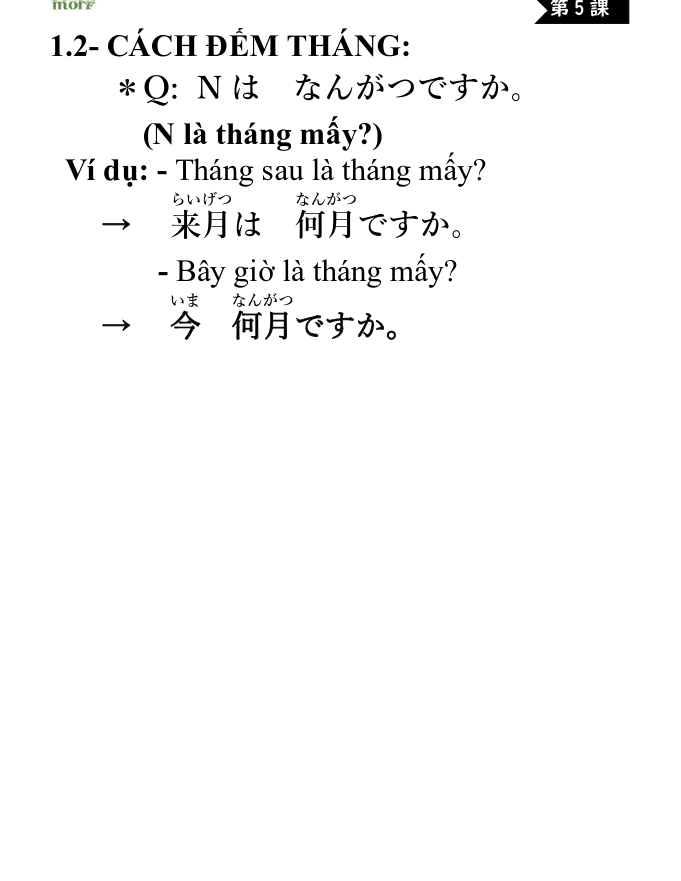 mori
第5課
1.2- CÁCH ĐẾM THÁNG:
＊Q: N は　なんがつですか。
(N là tháng mấy?)
Ví dụ: - Tháng sau là tháng mấy?
らいげつ　なんがつ
→　来月は　何月ですか。
- Bây giờ là tháng mấy?
いま　なんがつ
→　今　何月ですか。